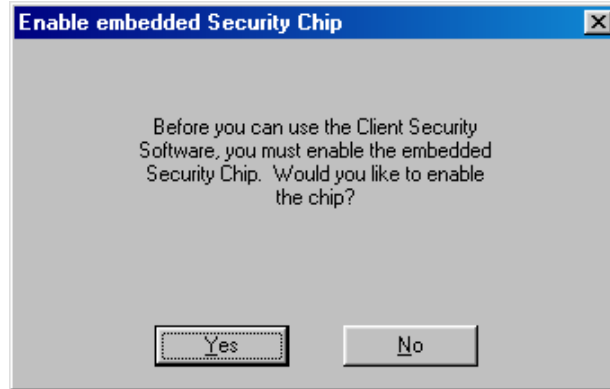 Enable embedded Security Chip
Before you can use the Client Security
Software, you must enable the embedded
Security Chip.  Would you like to enable
the chip?
Yes
No